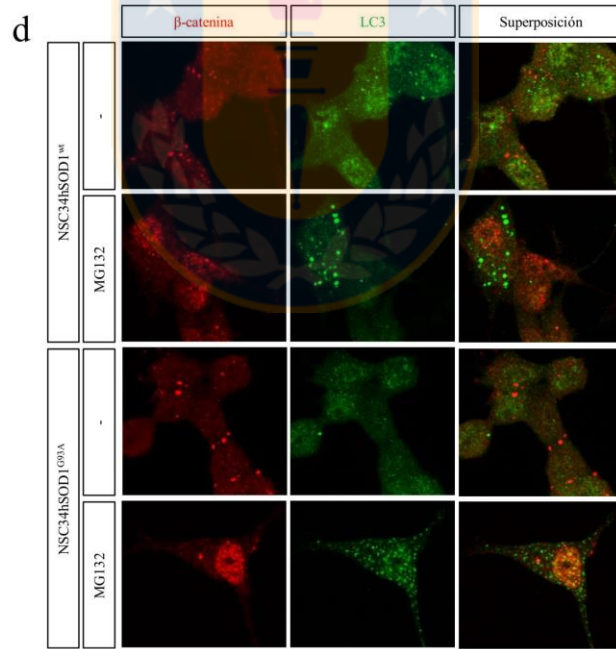 d
β-catenina LC3 Superposición
NSC34hSOD1ʷᵗ
-
MG132
NSC34hSOD1ᴳ⁹³ᴬ
-
MG132